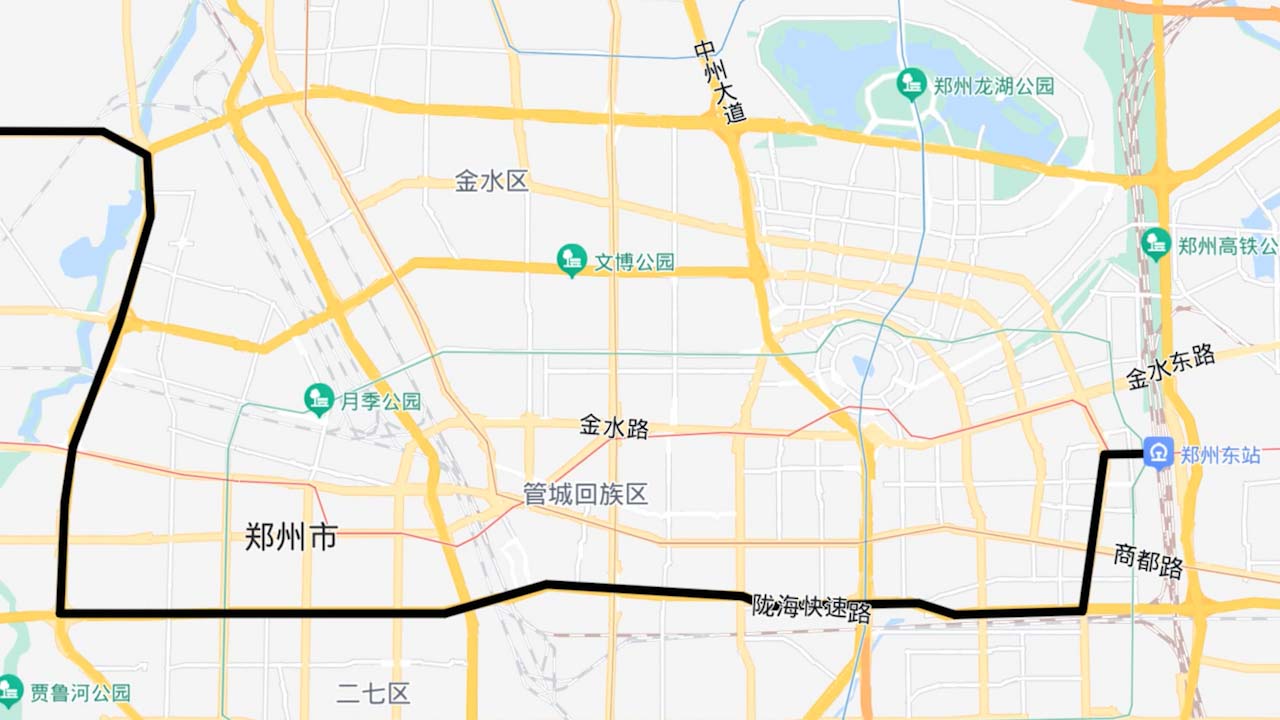 中州大道
郑州龙湖公园
金水区
郑州高铁公
文博公园
金水东路
月季公园
金水路
郑州东站
管城回族区
郑州市
商都路
陇海快速路
二七区
贾鲁河公园